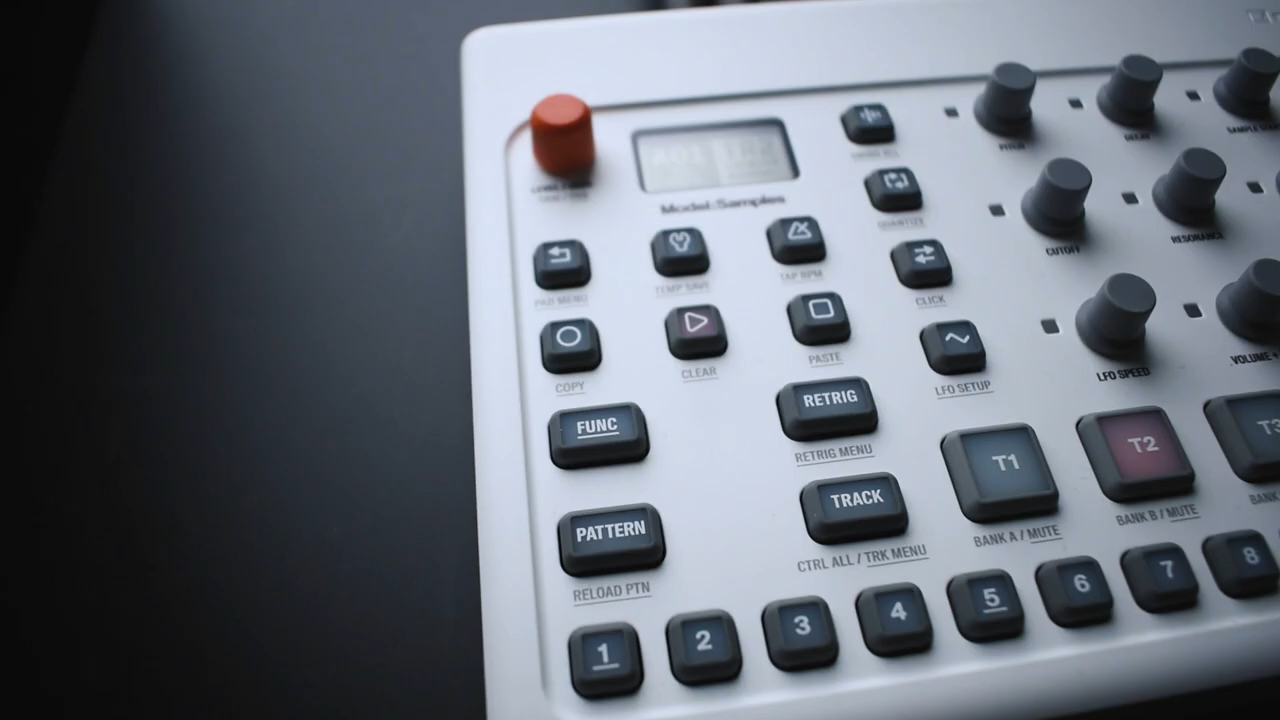 PITCH
DECAY
Model:Samples
QUANTIZE
CUTOFF
RESONANCE
PAD MENU
TEMP SAVE
TAP BPM
CLICK
COPY
CLEAR
PASTE
LFO SETUP
LFO SPEED
VOLUME+
FUNC
RETRIG
RETRIG MENU
T1
T2
T3
PATTERN
TRACK
BANK A / MUTE
BANK B / MUTE
BANK
RELOAD PTN
CTRL ALL / TRK MENU
1
2
3
4
5
6
7
8